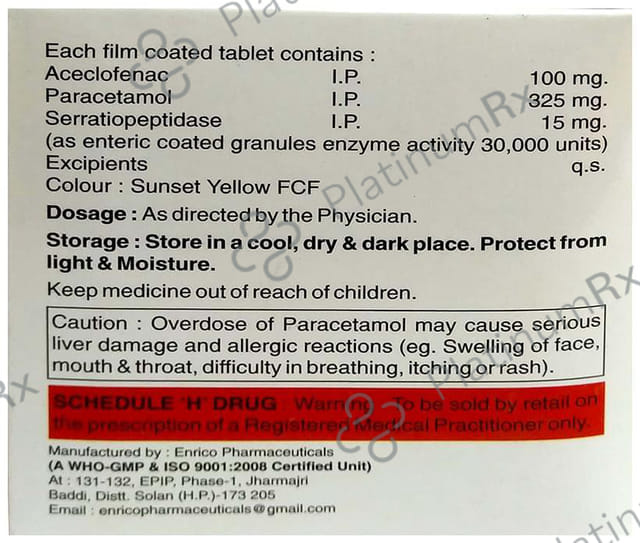 Each film coated tablet contains :
Aceclofenac I.P. 100 mg.
Paracetamol I.P. 325 mg.
Serratiopeptidase I.P. 15 mg.
(as enteric coated granules enzyme activity 30,000 units)
Excipients q.s.
Colour : Sunset Yellow FCF
Dosage : As directed by the Physician.
Storage : Store in a cool, dry & dark place. Protect from
light & Moisture.
Keep medicine out of reach of children.
Caution : Overdose of Paracetamol may cause serious
liver damage and allergic reactions (eg. Swelling of face,
mouth & throat, difficulty in breathing, itching or rash).
SCHEDULE 'H' DRUG Warning : To be sold by retail on
the prescription of a Registered Medical Practitioner only.
Manufactured by : Enrico Pharmaceuticals
(A WHO-GMP & ISO 9001:2008 Certified Unit)
At : 131-132, EPIP, Phase-1, Jharmajri
Baddi, Distt. Solan (H.P.)-173 205
Email : enricopharmaceuticals@gmail.com
PlatinumRx
PlatinumRx
PlatinumRx
PlatinumRx
Rx